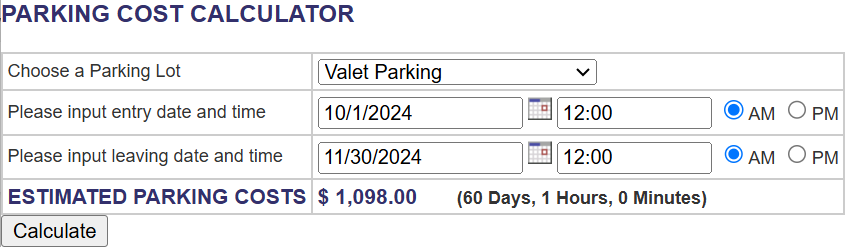 PARKING COST CALCULATOR
Choose a Parking Lot Valet Parking
Please input entry date and time 10/1/2024 12:00 AM PM
Please input leaving date and time 11/30/2024 12:00 AM PM
ESTIMATED PARKING COSTS $ 1,098.00 (60 Days, 1 Hours, 0 Minutes)
Calculate